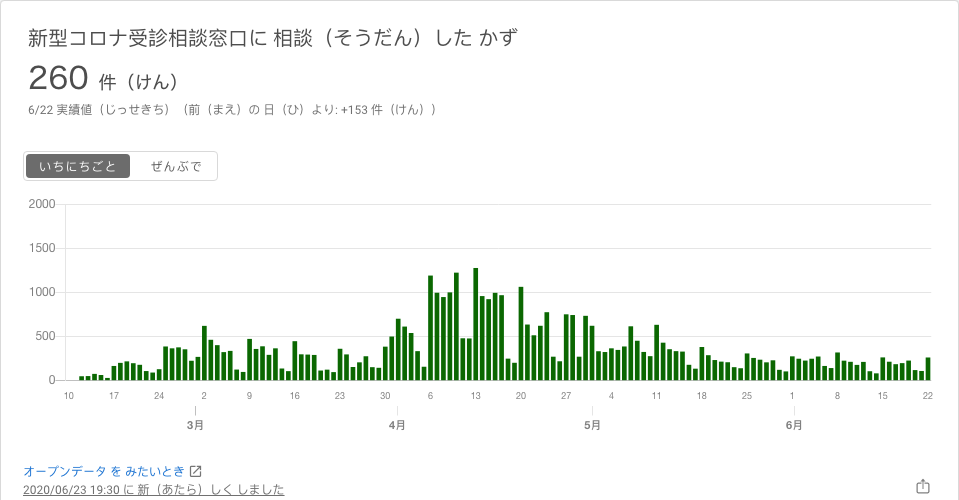 新型コロナ受診相談窓口に 相談（そうだん）した かず
260 件（けん）
6/22 実績値（じっせきち）（前（まえ）の 日（ひ）より: +153 件（けん））
いちにちごと ぜんぶで
2000
1500
1000
500
0
10 17 24 2 9 16 23 30 6 13 20 27 4 11 18 25 1 8 15 22
3月 4月 5月 6月
オープンデータ を みたいとき
2020/06/23 19:30 に 新（あたら）しく しました